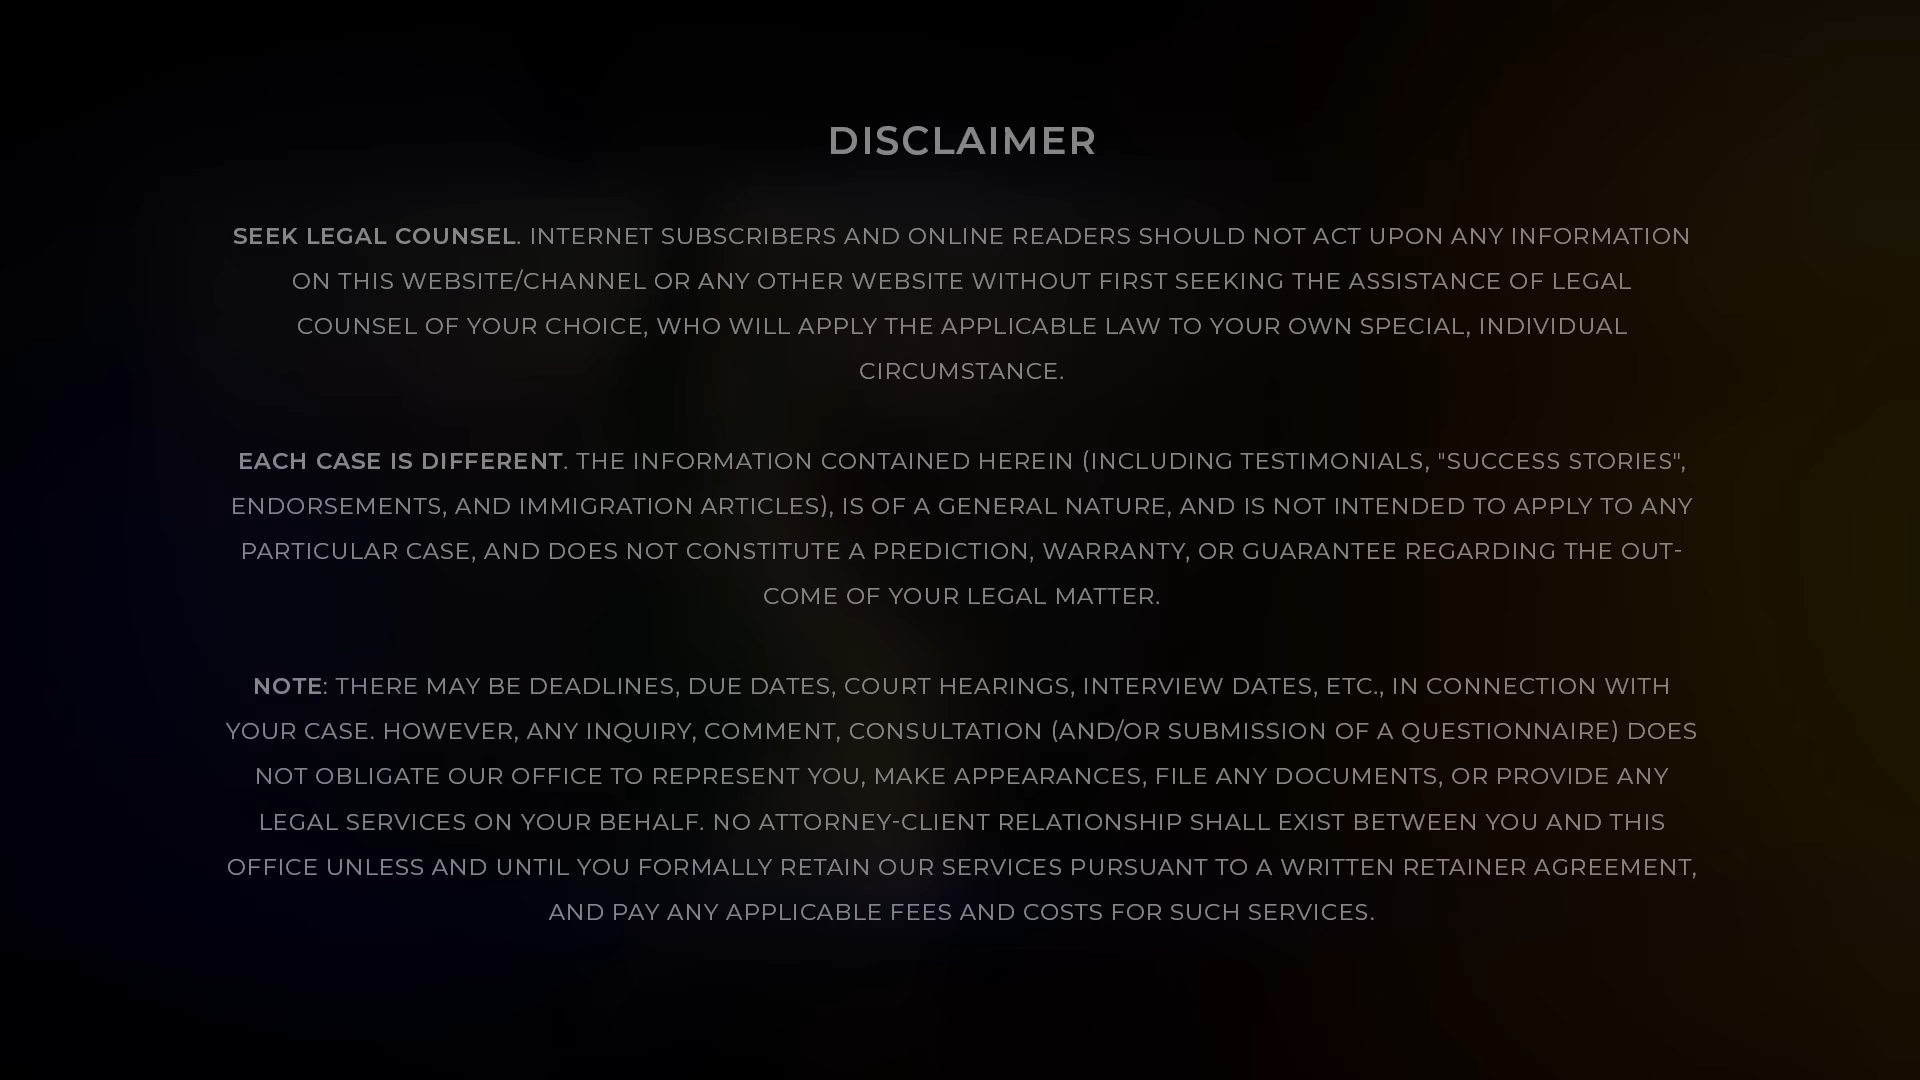 DISCLAIMER
SEEK LEGAL COUNSEL. INTERNET SUBSCRIBERS AND ONLINE READERS SHOULD NOT ACT UPON ANY INFORMATION
ON THIS WEBSITE/CHANNEL OR ANY OTHER WEBSITE WITHOUT FIRST SEEKING THE ASSISTANCE OF LEGAL
COUNSEL OF YOUR CHOICE, WHO WILL APPLY THE APPLICABLE LAW TO YOUR OWN SPECIAL, INDIVIDUAL
CIRCUMSTANCE.
EACH CASE IS DIFFERENT. THE INFORMATION CONTAINED HEREIN (INCLUDING TESTIMONIALS, "SUCCESS STORIES",
ENDORSEMENTS, AND IMMIGRATION ARTICLES), IS OF A GENERAL NATURE, AND IS NOT INTENDED TO APPLY TO ANY
PARTICULAR CASE, AND DOES NOT CONSTITUTE A PREDICTION, WARRANTY, OR GUARANTEE REGARDING THE OUT-
COME OF YOUR LEGAL MATTER.
NOTE: THERE MAY BE DEADLINES, DUE DATES, COURT HEARINGS, INTERVIEW DATES, ETC., IN CONNECTION WITH
YOUR CASE. HOWEVER, ANY INQUIRY, COMMENT, CONSULTATION (AND/OR SUBMISSION OF A QUESTIONNAIRE) DOES
NOT OBLIGATE OUR OFFICE TO REPRESENT YOU, MAKE APPEARANCES, FILE ANY DOCUMENTS, OR PROVIDE ANY
LEGAL SERVICES ON YOUR BEHALF. NO ATTORNEY-CLIENT RELATIONSHIP SHALL EXIST BETWEEN YOU AND THIS
OFFICE UNLESS AND UNTIL YOU FORMALLY RETAIN OUR SERVICES PURSUANT TO A WRITTEN RETAINER AGREEMENT,
AND PAY ANY APPLICABLE FEES AND COSTS FOR SUCH SERVICES.